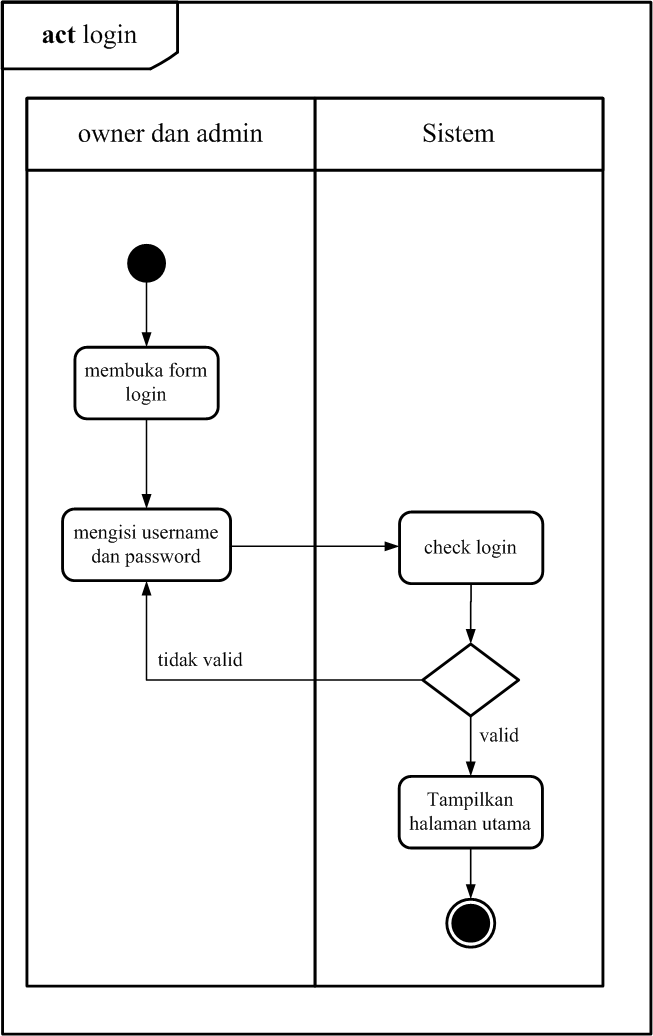 act login
owner dan admin
Sistem
membuka form
login
mengisi username
dan password
check login
tidak valid
valid
Tampilkan
halaman utama